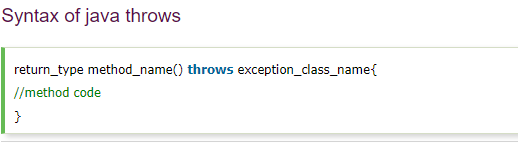 Syntax of java throws
return_type method_name() throws exception_class_name{
//method code
}